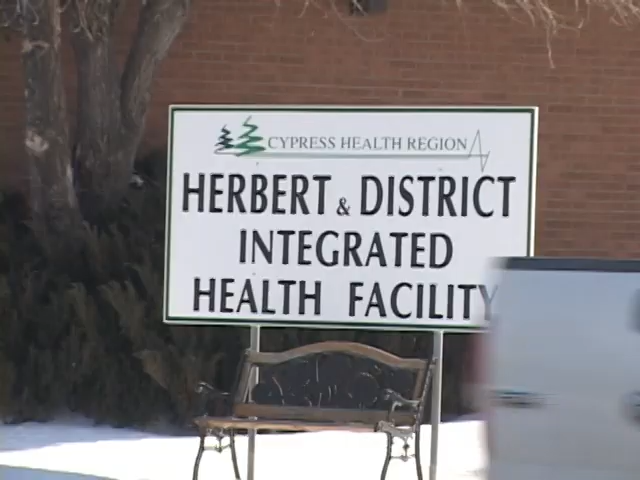 CYPRESS HEALTH REGION
HERBERT & DISTRICT
INTEGRATED
HEALTH FACILITY